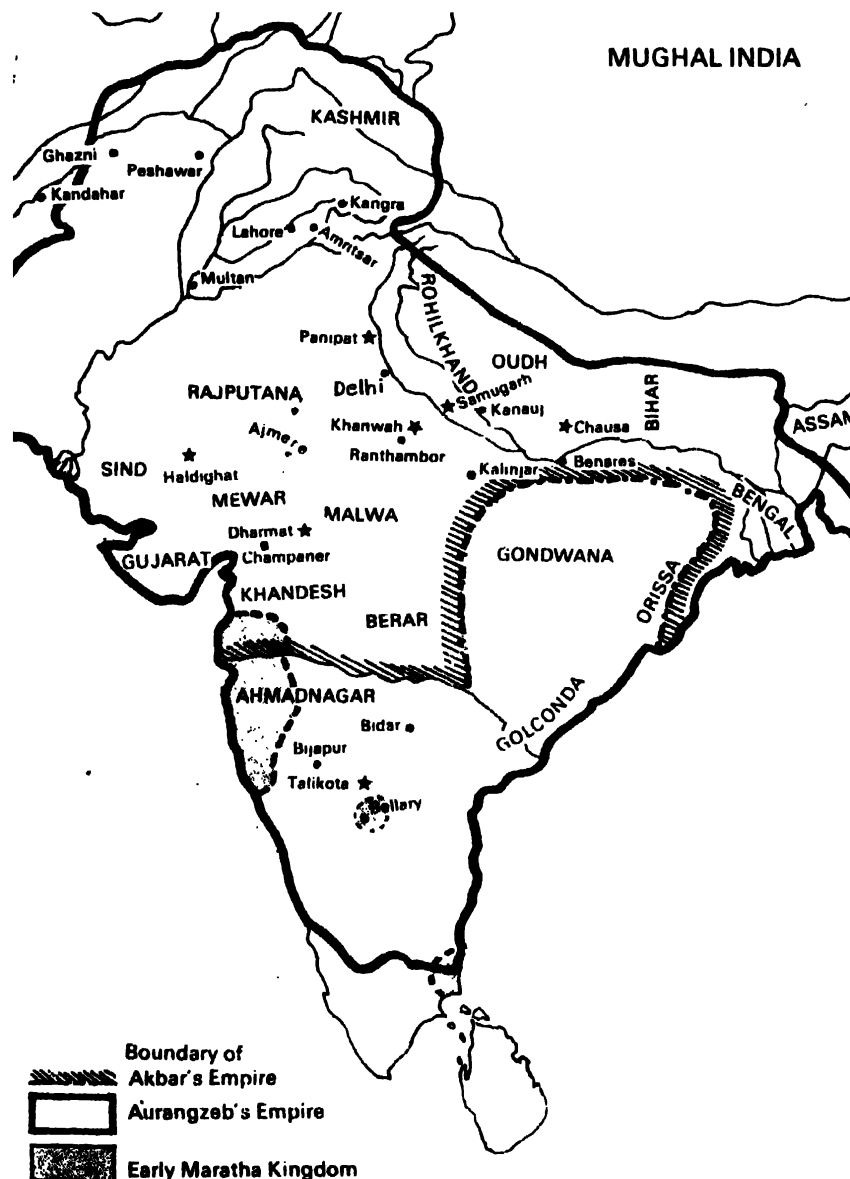 MUGHAL INDIA
KASHMIR
Ghazni
Peshawar
Kandahar
Kangra
Lahore
Amritsar
Multan
ROHILKHAND
Panipat
OUDH
Delhi
RAJPUTANA
Samugarh
Kanauj
BIHAR
ASSAM
Ajmere
Khanwah
Chausa
Ranthambor
SIND
Haldighat
Kalinjar
Benares
MEWAR
MALWA
BENGAL
Dharmat
Champaner
GUJARAT
GONDWANA
KHANDESH
ORISSA
BERAR
AHMADNAGAR
GOLCONDA
Bidar
Bijapur
Talikota
Bellary
Boundary of
Akbar's Empire
Aurangzeb's Empire
Early Maratha Kingdom